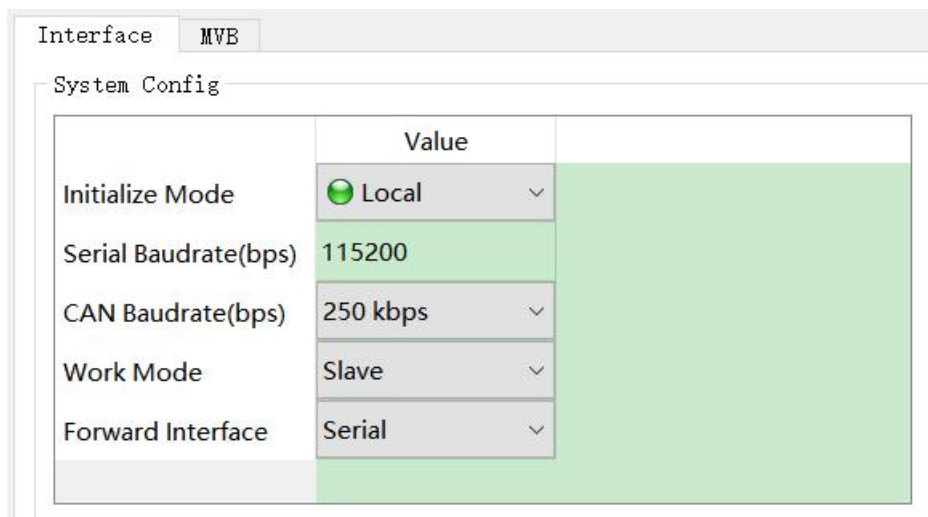 Interface MVB
System Config
Value
Initialize Mode Local
Serial Baudrate(bps) 115200
CAN Baudrate(bps) 250 kbps
Work Mode Slave
Forward Interface Serial